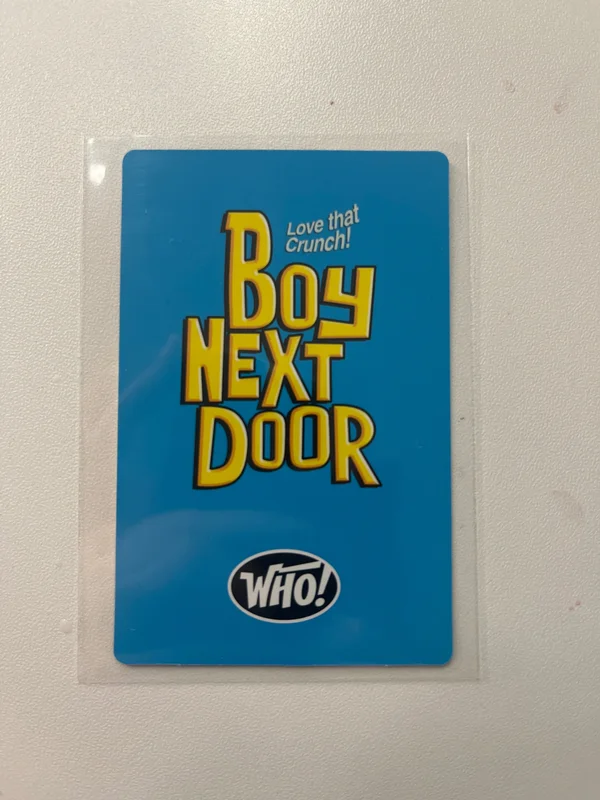 Love that
Crunch!
BOY
NEXT
DOOR
WHO!